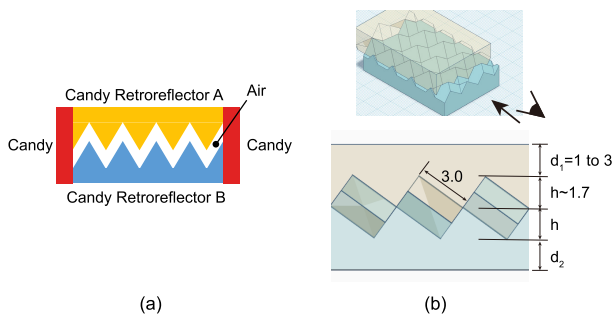 Candy Retroreflector A
Air
Candy
Candy
Candy Retroreflector B
(a)
3.0
d₁=1 to 3
h~1.7
h
d₂
(b)